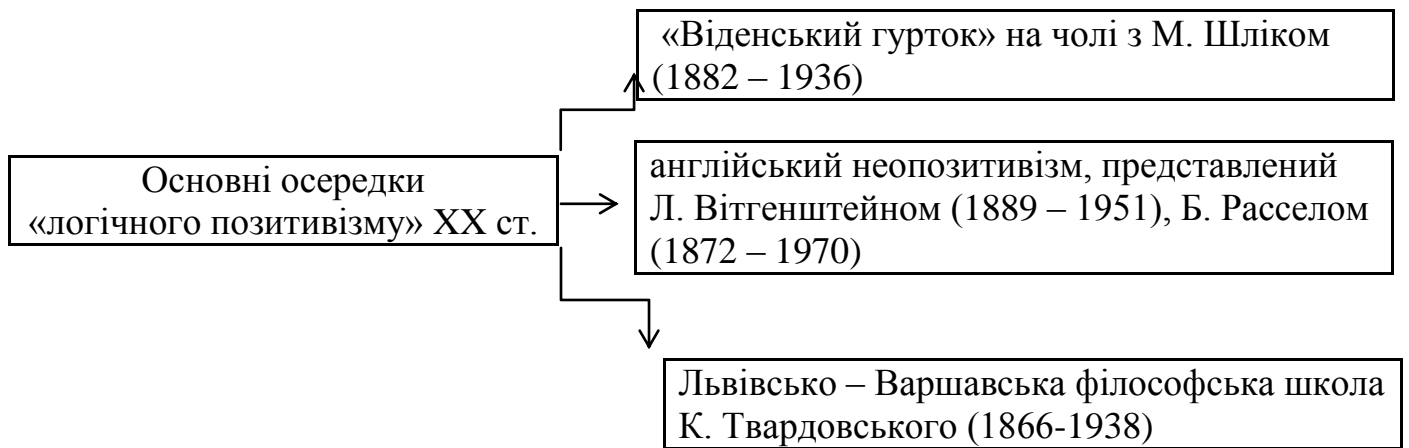 «Віденський гурток» на чолі з М. Шліком
(1882 – 1936)
Основні осередки
«логічного позитивізму» ХХ ст.
англійський неопозитивізм, представлений
Л. Вітгенштейном (1889 – 1951), Б. Расселом
(1872 – 1970)
Львівсько – Варшавська філософська школа
К. Твардовського (1866-1938)